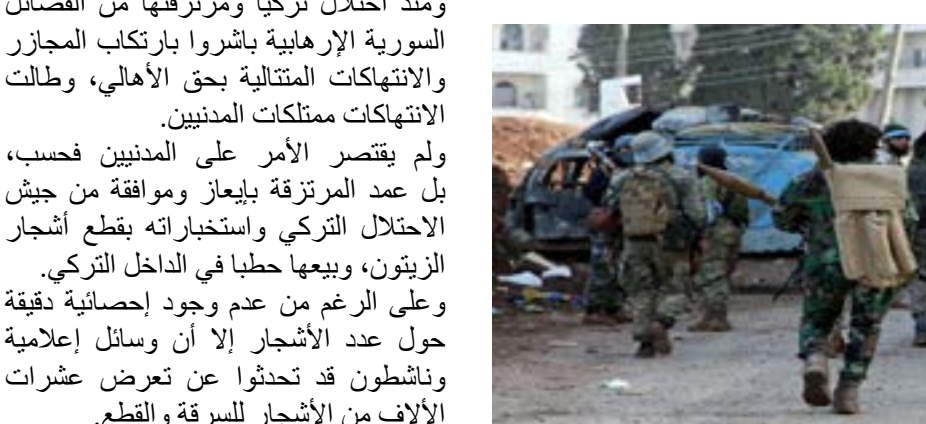 ومنذ احتلال تركيا ومرتزقتها من الفصائل
السورية الإرهابية باشروا بارتكاب المجازر
والانتهاكات المتتالية بحق الأهالي، وطالت
الانتهاكات ممتلكات المدنيين.
ولم يقتصر الأمر على المدنيين فحسب،
بل عمد المرتزقة بإيعاز وموافقة من جيش
الاحتلال التركي واستخباراته بقطع أشجار
الزيتون، وبيعها حطبا في الداخل التركي.
وعلى الرغم من عدم وجود إحصائية دقيقة
حول عدد الأشجار إلا أن وسائل إعلامية
وناشطون قد تحدثوا عن تعرض عشرات
الألاف من الأشجار للسرقة والقطع.